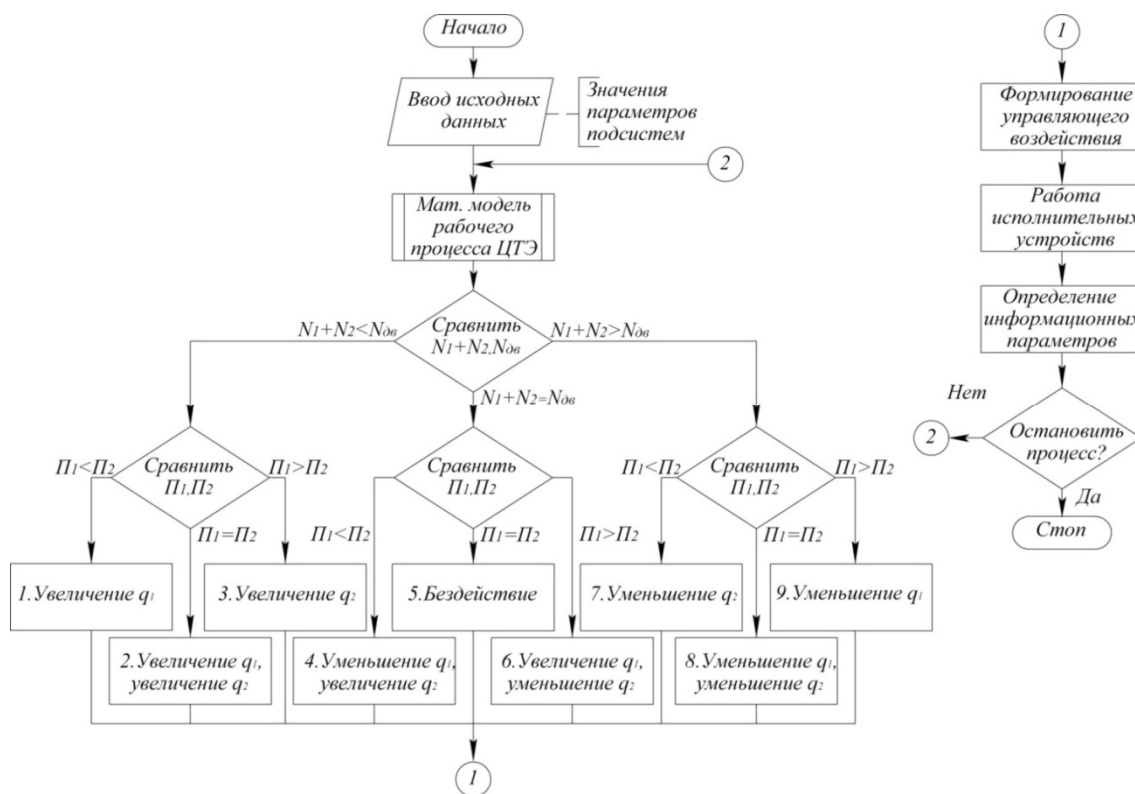 Начало
Ввод исходных
данных
Значения
параметров
подсистем
2
Мат. модель
рабочего
процесса ЦТЭ
N1+N2<Nдв
Сравнить
N1+N2,Nдв
N1+N2>Nдв
N1+N2=Nдв
П1<П2
Сравнить
П1,П2
П1>П2
П1=П2
П1<П2
Сравнить
П1,П2
П1=П2
П1>П2
П1<П2
Сравнить
П1,П2
П1>П2
П1=П2
1.Увеличение q1
3.Увеличение q2
5.Бездействие
7.Уменьшение q2
9.Уменьшение q1
2.Увеличение q1,
увеличение q2
4.Уменьшение q1,
увеличение q2
6.Увеличение q1,
уменьшение q2
8.Уменьшение q1,
уменьшение q2
1
1
Формирование
управляющего
воздействия
Работа
исполнительных
устройств
Определение
информационных
параметров
Нет
2
Остановить
процесс?
Да
Стоп